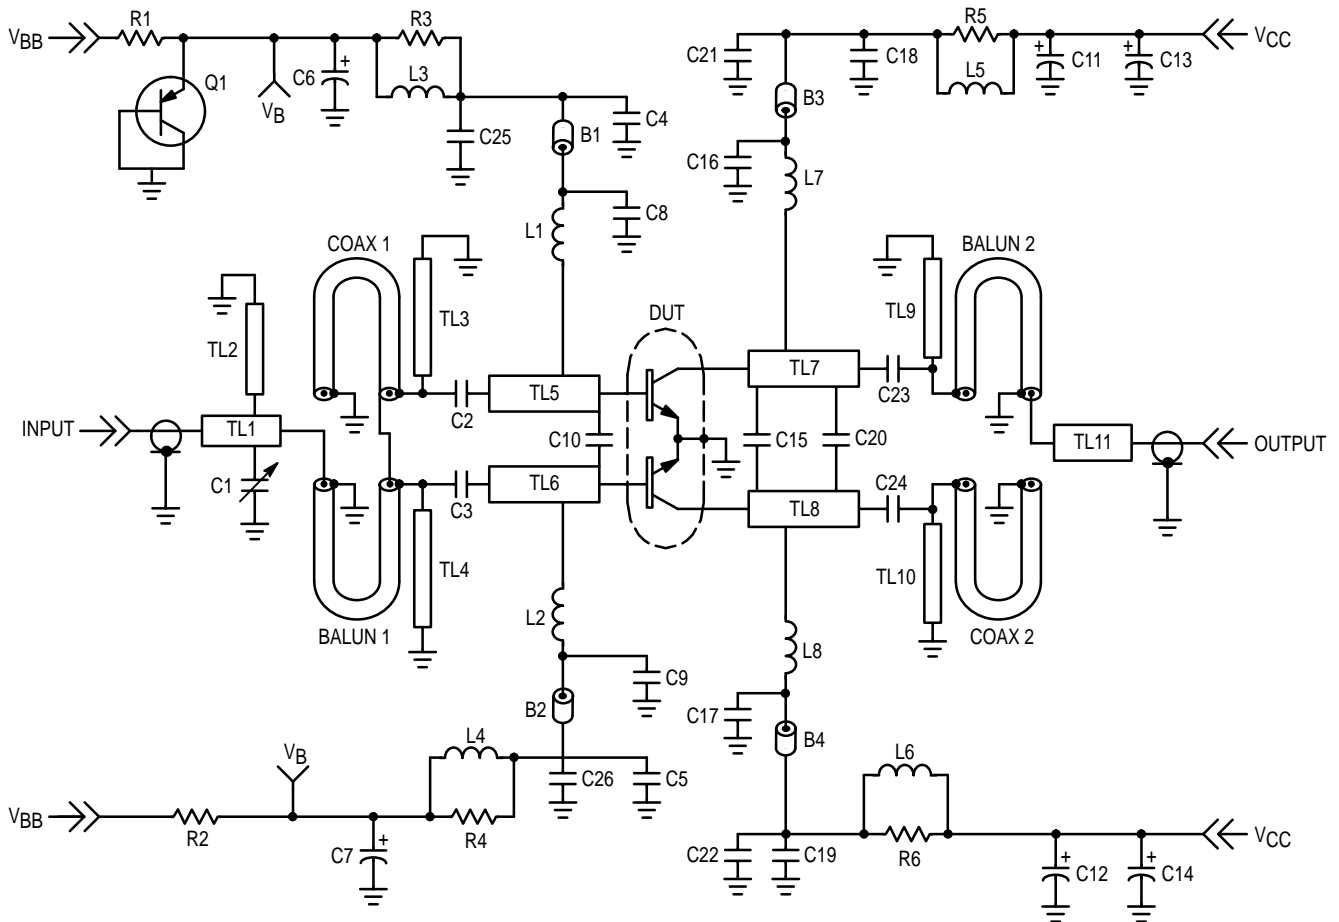 R1
R3
R5
VBB
VCC
C21
C18
C11
C13
C6
L3
L5
Q1
VB
B3
C4
C25
B1
C16
L7
C8
L1
COAX 1
BALUN 2
TL3
TL9
DUT
TL2
TL7
TL5
C23
C2
INPUT
TL1
C10
C15
C20
TL11
OUTPUT
C1
TL6
C24
C3
TL8
TL4
TL10
L2
BALUN 1
COAX 2
L8
C9
B2
C17
L4
B4
VB
L6
C26
C5
VBB
R2
R4
VCC
C7
C22
C19
R6
C12
C14